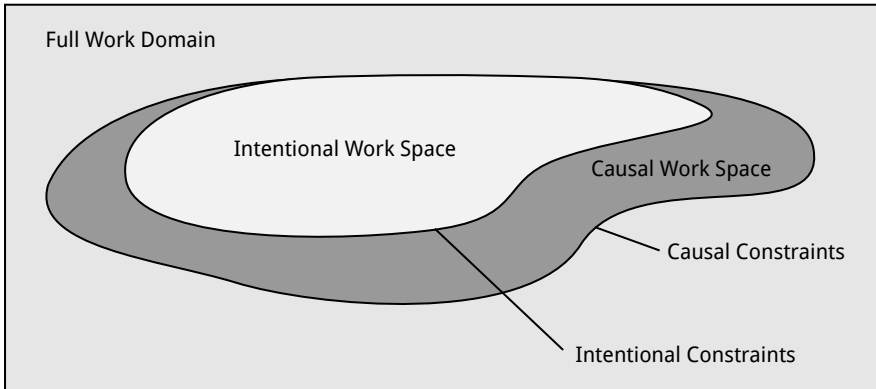 Full Work Domain
Intentional Work Space
Causal Work Space
Causal Constraints
Intentional Constraints